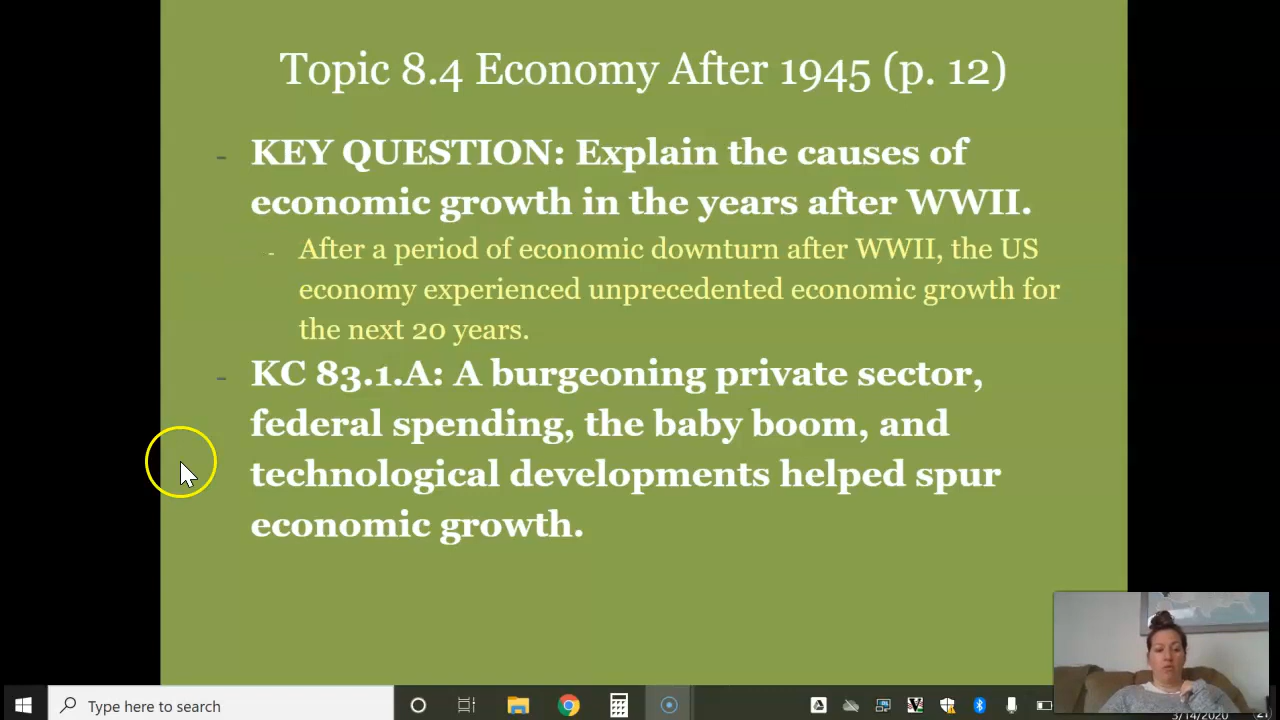 Topic 8.4 Economy After 1945 (p. 12)
- KEY QUESTION: Explain the causes of
economic growth in the years after WWII.
- After a period of economic downturn after WWII, the US
economy experienced unprecedented economic growth for
the next 20 years.
- KC 83.1.A: A burgeoning private sector,
federal spending, the baby boom, and
technological developments helped spur
economic growth.
Type here to search
3/14/2020